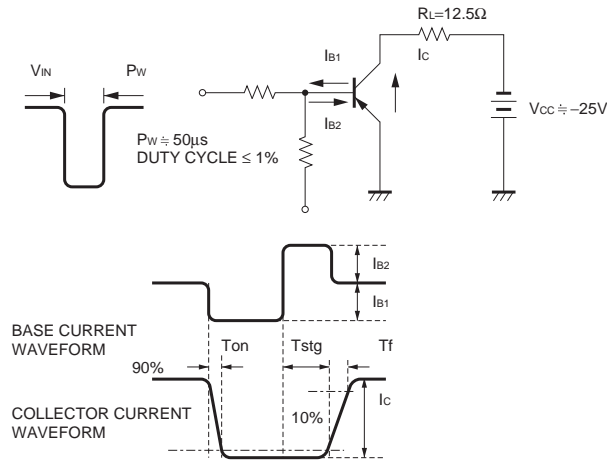 RL=12.5Ω
IB1
IC
VIN
PW
IB2
VCC ≒ −25V
PW ≒ 50μs
DUTY CYCLE ≤ 1%
IB2
IB1
BASE CURRENT
WAVEFORM
Ton
Tstg
Tf
90%
IC
COLLECTOR CURRENT
WAVEFORM
10%